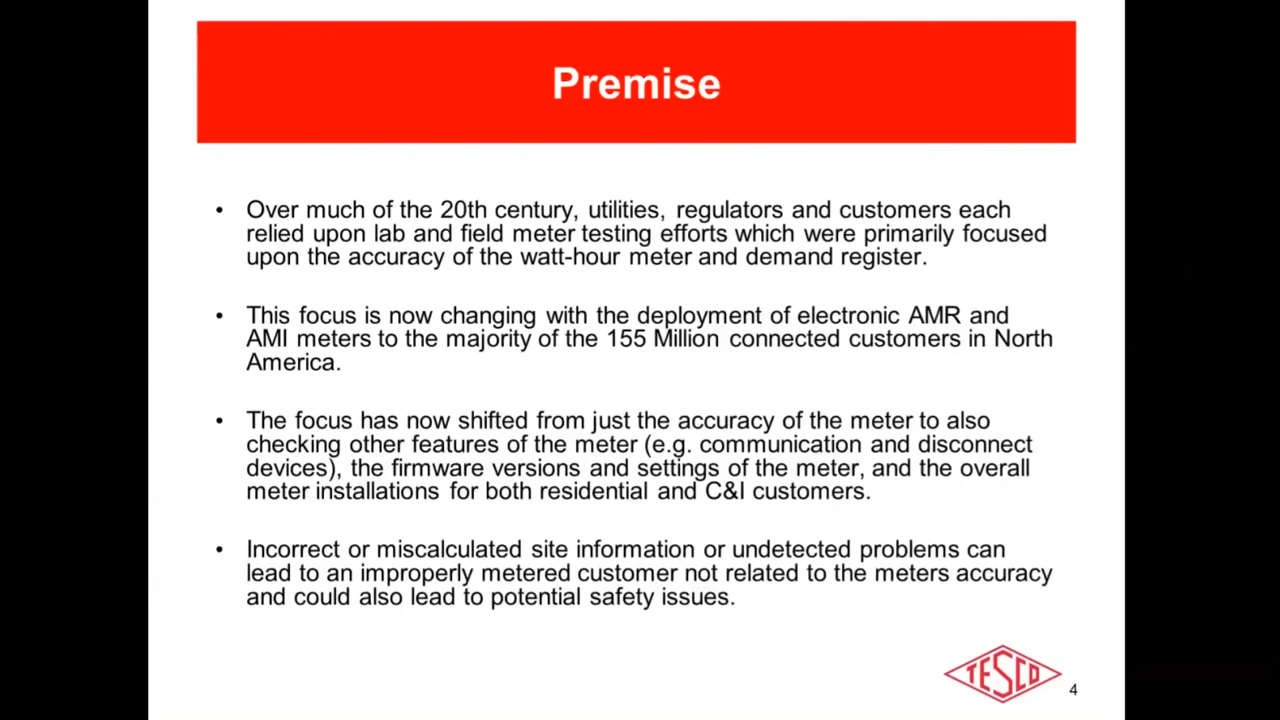 Premise
• Over much of the 20th century, utilities, regulators and customers each
relied upon lab and field meter testing efforts which were primarily focused
upon the accuracy of the watt-hour meter and demand register.
• This focus is now changing with the deployment of electronic AMR and
AMI meters to the majority of the 155 Million connected customers in North
America.
• The focus has now shifted from just the accuracy of the meter to also
checking other features of the meter (e.g. communication and disconnect
devices), the firmware versions and settings of the meter, and the overall
meter installations for both residential and C&I customers.
• Incorrect or miscalculated site information or undetected problems can
lead to an improperly metered customer not related to the meters accuracy
and could also lead to potential safety issues.
TESCO
4